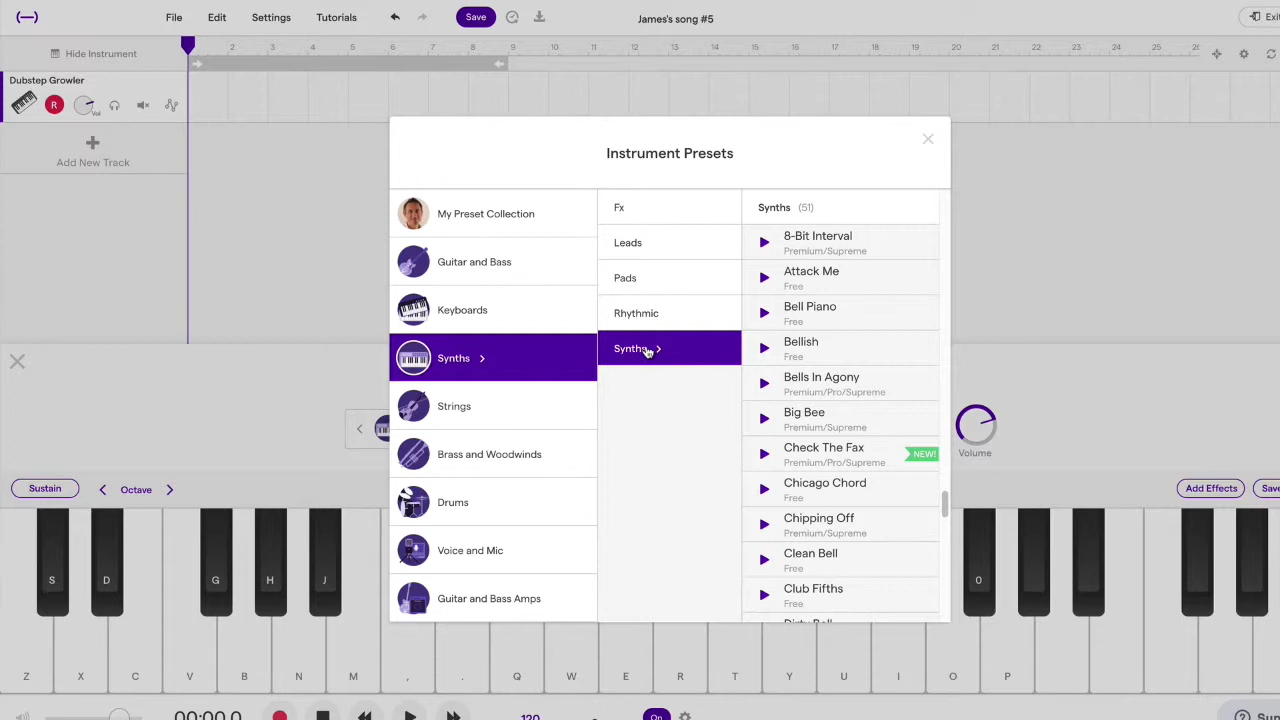 File Edit Settings Tutorials Save James's song #5
Hide Instrument 2 3 4 5 6 7 8 9 10 11 12 13 14 15 16 17 18 19 20 21 22 23 24 25
Dubstep Growler
R Vol
Add New Track
Instrument Presets
My Preset Collection
Guitar and Bass
Keyboards
Synths
Strings
Brass and Woodwinds
Drums
Voice and Mic
Guitar and Bass Amps
Fx
Leads
Pads
Rhythmic
Synths
Synths (51)
8-Bit Interval
Premium/Supreme
Attack Me
Free
Bell Piano
Free
Bellish
Free
Bells In Agony
Premium/Pro/Supreme
Big Bee
Premium/Supreme
Check The Fax NEW!
Premium/Pro/Supreme
Chicago Chord
Free
Chipping Off
Premium/Supreme
Clean Bell
Free
Club Fifths
Free
Volume
Sustain Octave Add Effects Save
S D G H J 0
Z X C V B N M , . Q W E R T Y U I O P
00:00.0 120 On